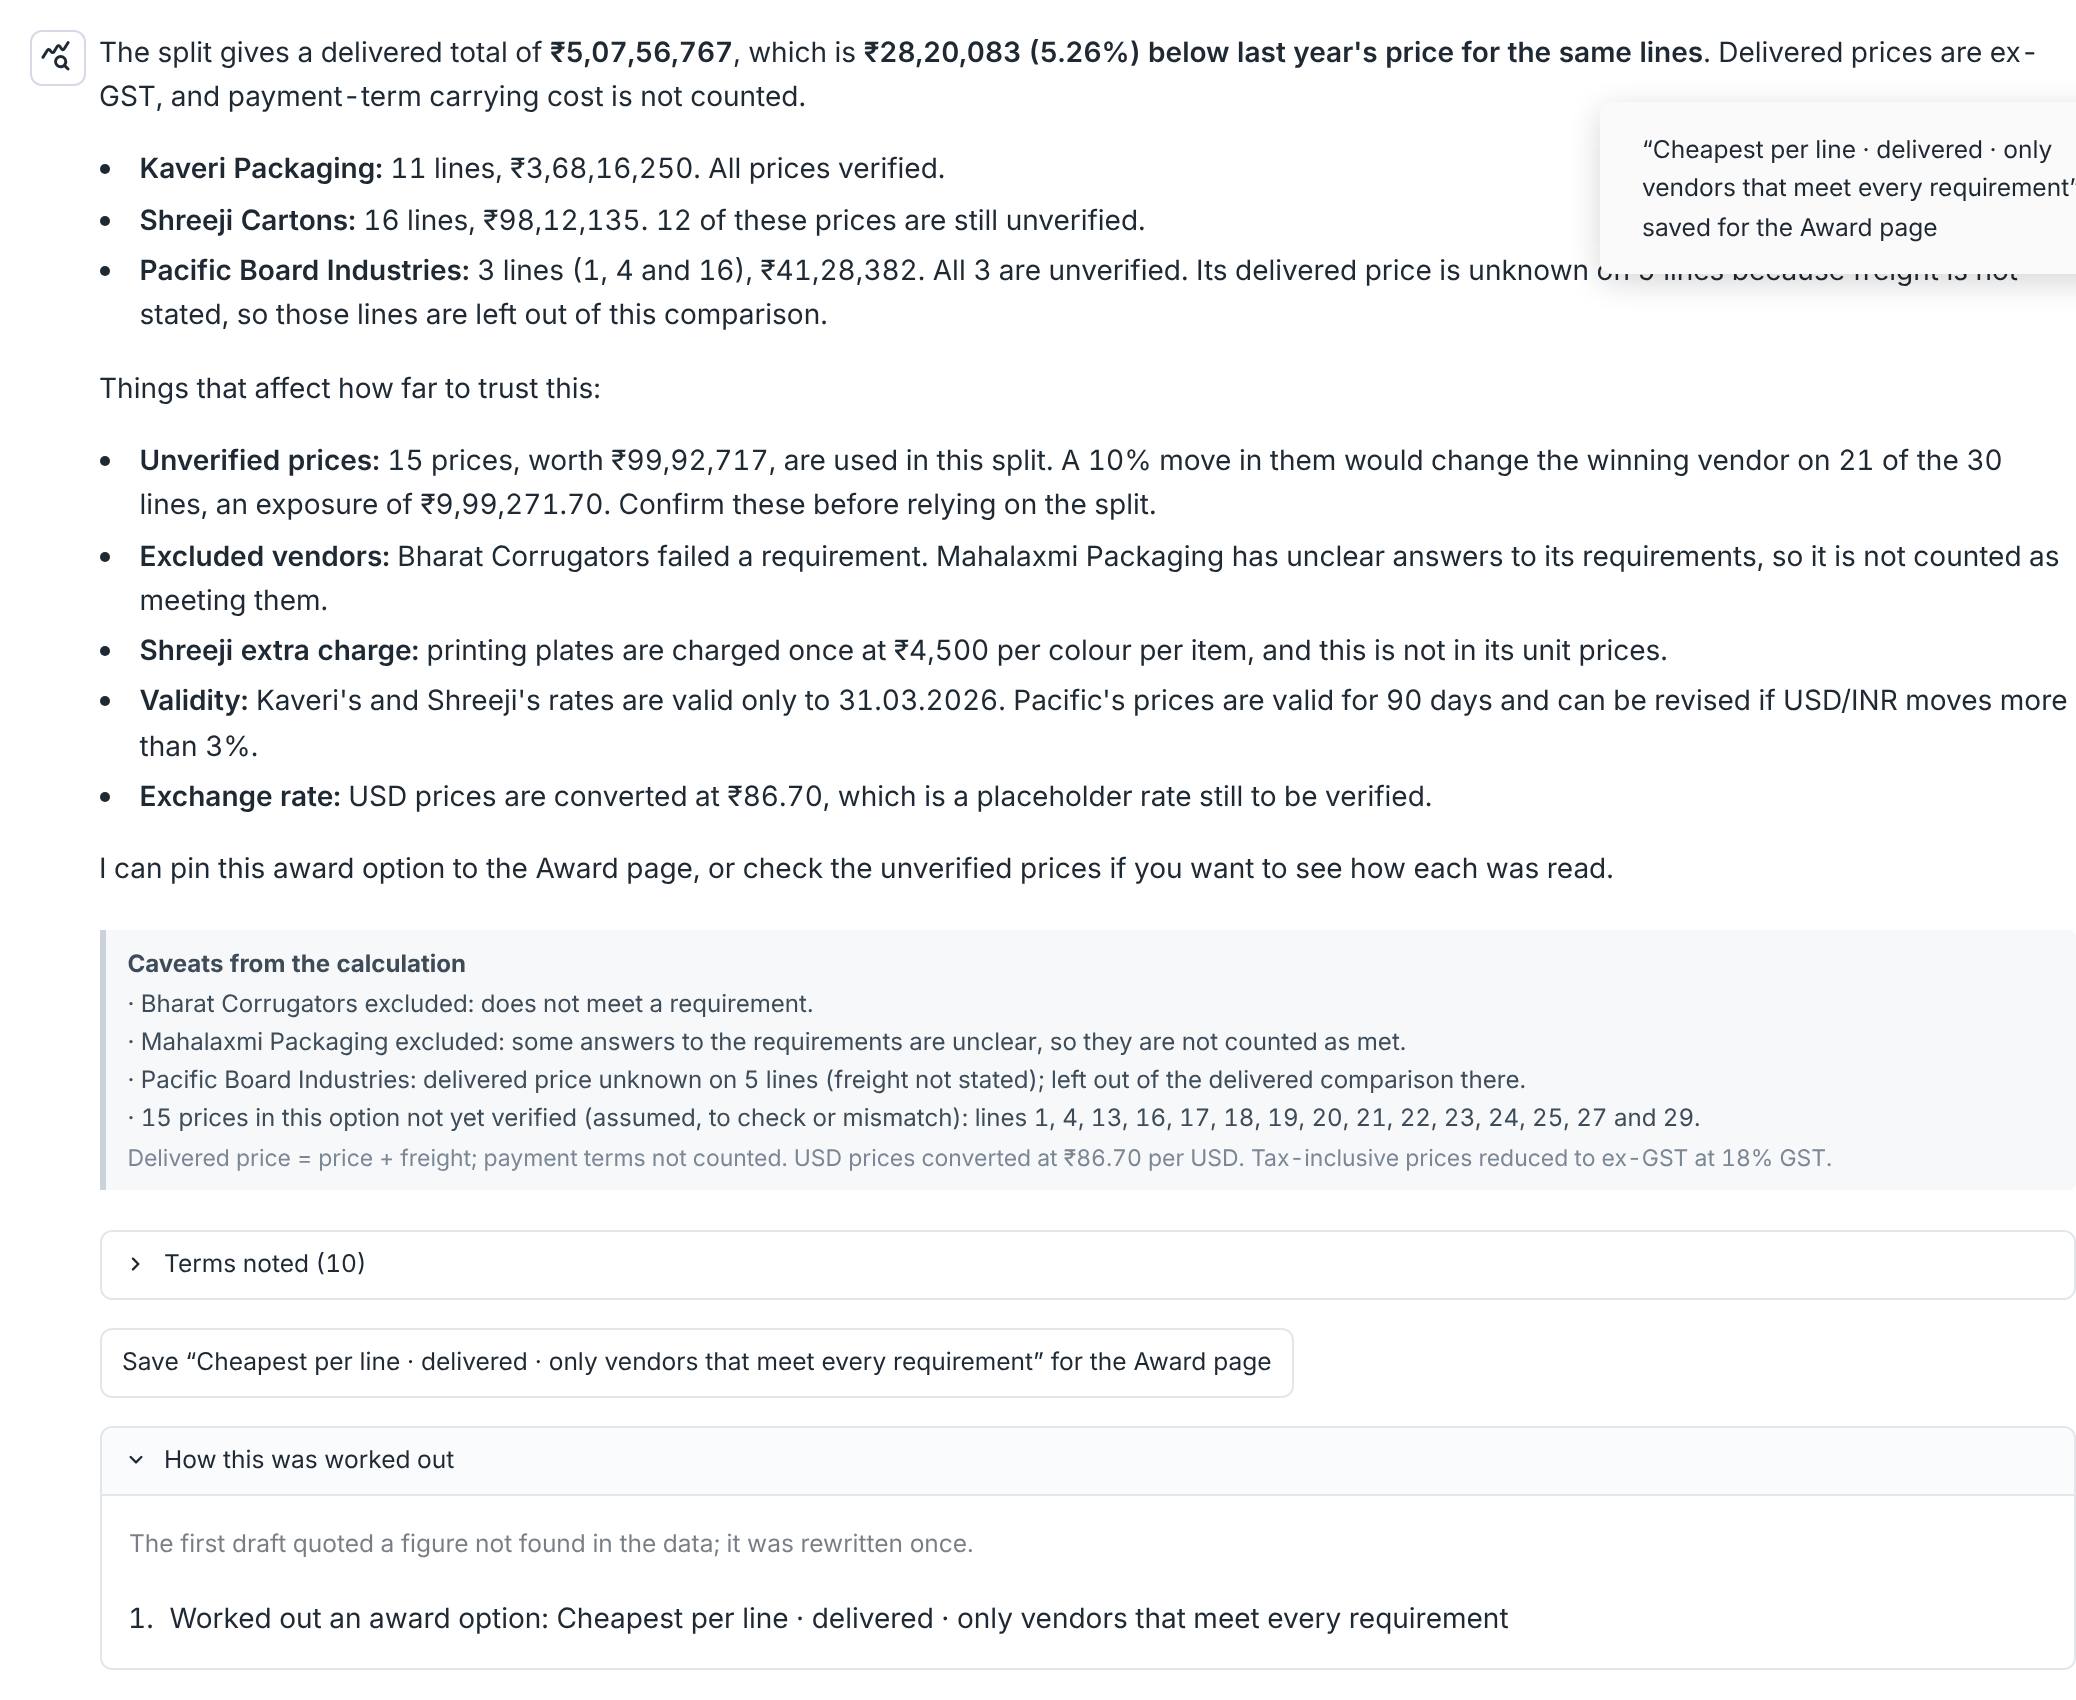 The split gives a delivered total of ₹5,07,56,767, which is ₹28,20,083 (5.26%) below last year's price for the same lines. Delivered prices are ex-
GST, and payment-term carrying cost is not counted.
“Cheapest per line · delivered · only
vendors that meet every requirement”
saved for the Award page
• Kaveri Packaging: 11 lines, ₹3,68,16,250. All prices verified.
• Shreeji Cartons: 16 lines, ₹98,12,135. 12 of these prices are still unverified.
• Pacific Board Industries: 3 lines (1, 4 and 16), ₹41,28,382. All 3 are unverified. Its delivered price is unknown on 5 lines because freight is not
stated, so those lines are left out of this comparison.
Things that affect how far to trust this:
• Unverified prices: 15 prices, worth ₹99,92,717, are used in this split. A 10% move in them would change the winning vendor on 21 of the 30
lines, an exposure of ₹9,99,271.70. Confirm these before relying on the split.
• Excluded vendors: Bharat Corrugators failed a requirement. Mahalaxmi Packaging has unclear answers to its requirements, so it is not counted as
meeting them.
• Shreeji extra charge: printing plates are charged once at ₹4,500 per colour per item, and this is not in its unit prices.
• Validity: Kaveri's and Shreeji's rates are valid only to 31.03.2026. Pacific's prices are valid for 90 days and can be revised if USD/INR moves more
than 3%.
• Exchange rate: USD prices are converted at ₹86.70, which is a placeholder rate still to be verified.
I can pin this award option to the Award page, or check the unverified prices if you want to see how each was read.
Caveats from the calculation
· Bharat Corrugators excluded: does not meet a requirement.
· Mahalaxmi Packaging excluded: some answers to the requirements are unclear, so they are not counted as met.
· Pacific Board Industries: delivered price unknown on 5 lines (freight not stated); left out of the delivered comparison there.
· 15 prices in this option not yet verified (assumed, to check or mismatch): lines 1, 4, 13, 16, 17, 18, 19, 20, 21, 22, 23, 24, 25, 27 and 29.
Delivered price = price + freight; payment terms not counted. USD prices converted at ₹86.70 per USD. Tax-inclusive prices reduced to ex-GST at 18% GST.
Terms noted (10)
Save “Cheapest per line · delivered · only vendors that meet every requirement” for the Award page
How this was worked out
The first draft quoted a figure not found in the data; it was rewritten once.
1. Worked out an award option: Cheapest per line · delivered · only vendors that meet every requirement